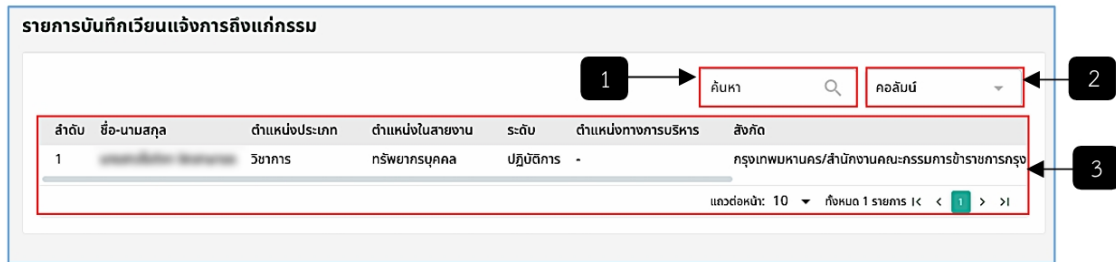 รายการบันทึกเวียนแจ้งการถึงแก่กรรม
1 ค้นหา คอลัมน์ 2
ลำดับ ชื่อ-นามสกุล ตำแหน่งประเภท ตำแหน่งในสายงาน ระดับ ตำแหน่งทางการบริหาร สังกัด
1 วิชาการ ทรัพยากรบุคคล ปฏิบัติการ - กรุงเทพมหานคร/สำนักงานคณะกรรมการข้าราชการกรุง
3
แถวต่อหน้า: 10 ทั้งหมด 1 รายการ |< < 1 > >|